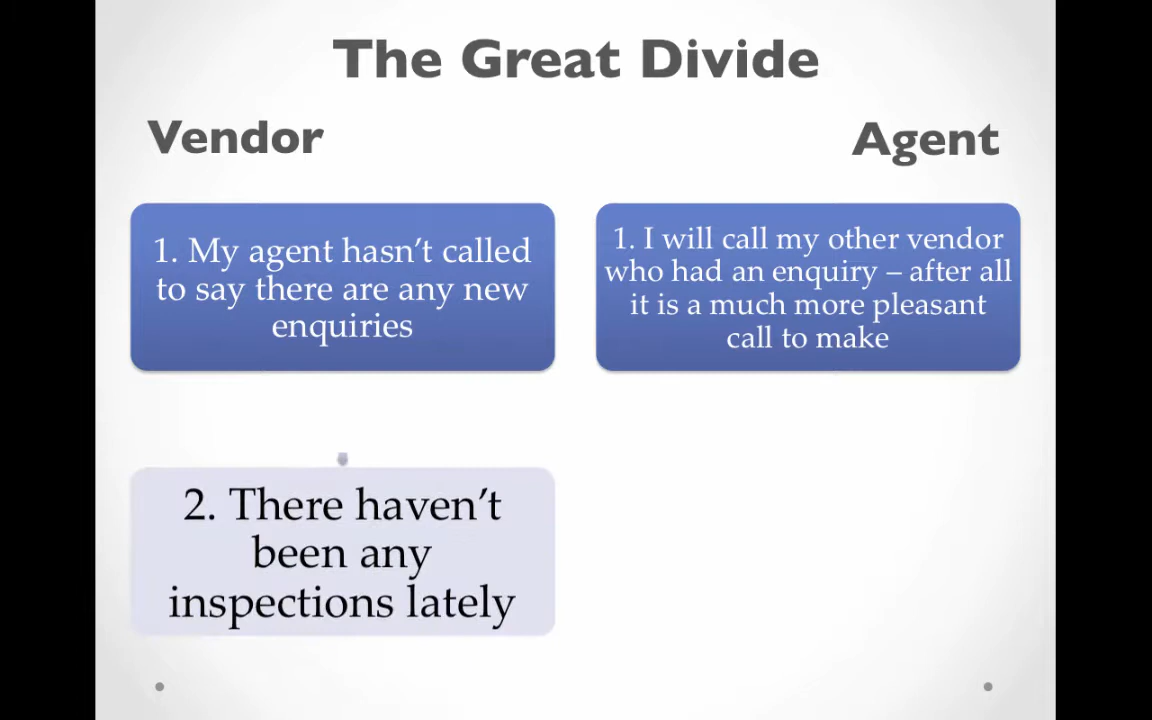 The Great Divide
Vendor
Agent
1. My agent hasn’t called
to say there are any new
enquiries
1. I will call my other vendor
who had an enquiry – after all
it is a much more pleasant
call to make
2. There haven’t
been any
inspections lately